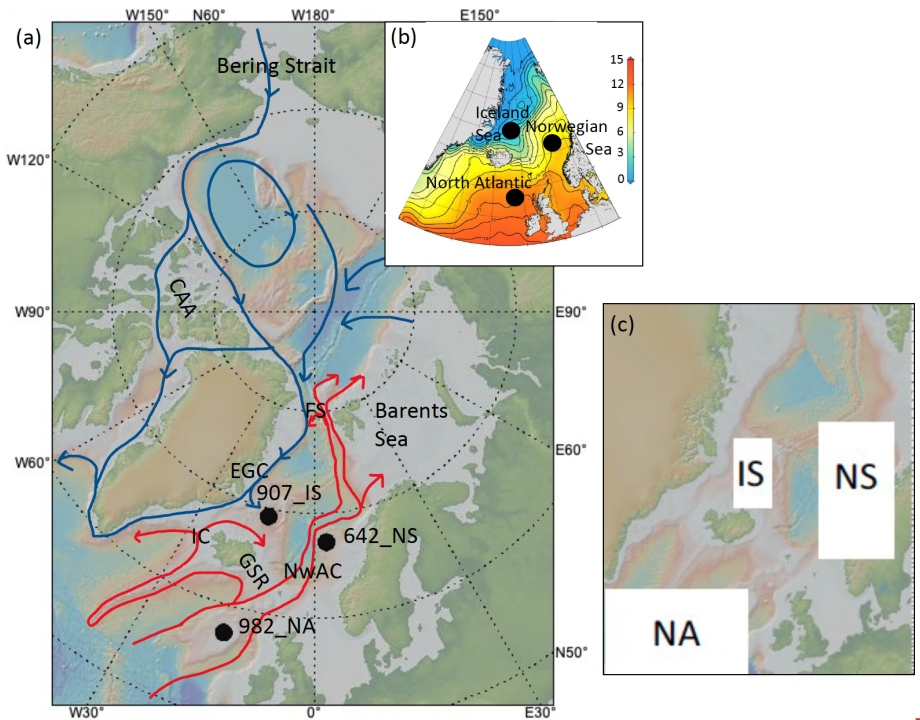 W150° N60° W180° E150°
(a)
Bering Strait
W120°
CAA
W90°
E90°
FS
Barents
Sea
W60°
E60°
EGC
907_IS
IC
642_NS
GSR
NwAC
982_NA
N50°
W30°
0°
E30°
(b)
15
12
9
6
3
0
Iceland
Sea
Norwegian
Sea
North Atlantic
(c)
IS
NS
NA